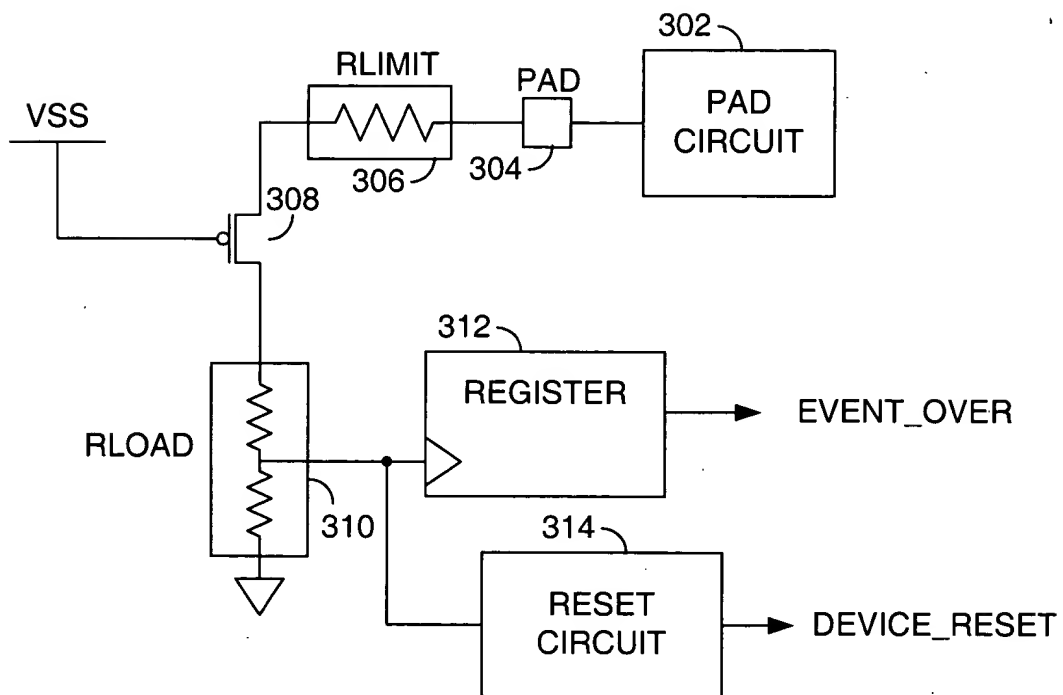 302
RLIMIT
PAD
PAD
CIRCUIT
VSS
306
304
308
312
REGISTER
EVENT_OVER
RLOAD
310
314
RESET
CIRCUIT
DEVICE_RESET